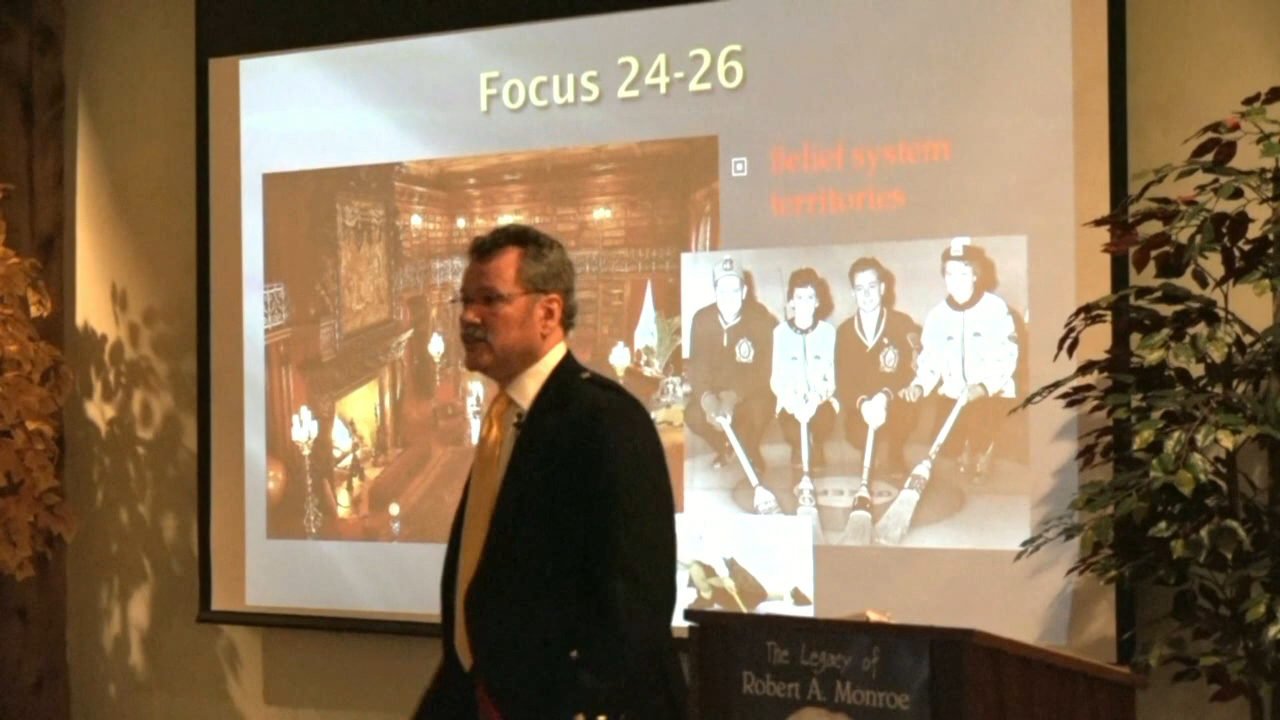 Focus 24-26
Belief system
territories
The Legacy of
Robert A. Monroe